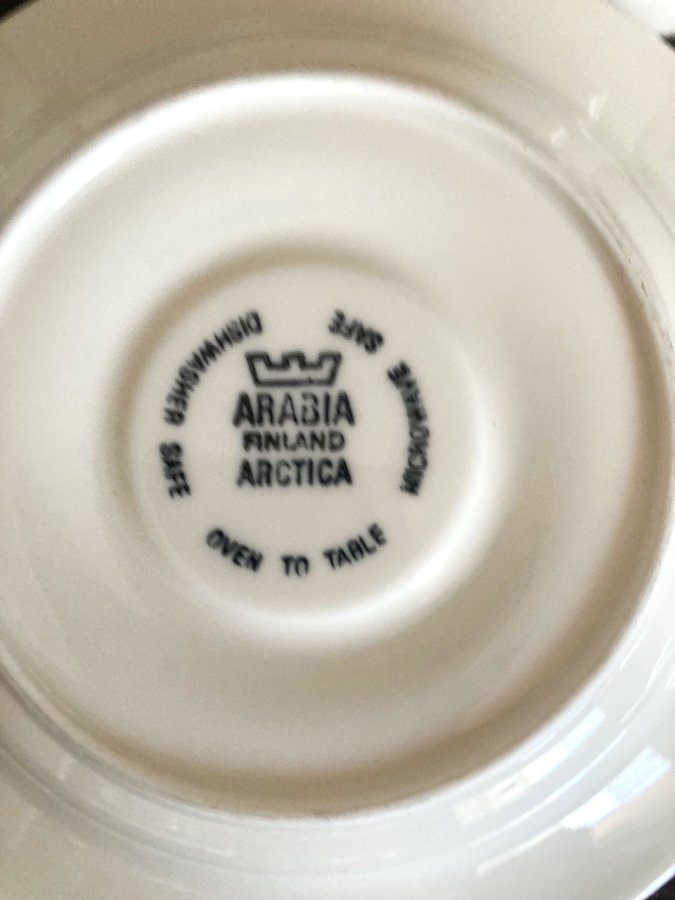 DISHWASHER SAFE
MICROWAVE SAFE
ARABIA
FINLAND
ARCTICA
OVEN TO TABLE